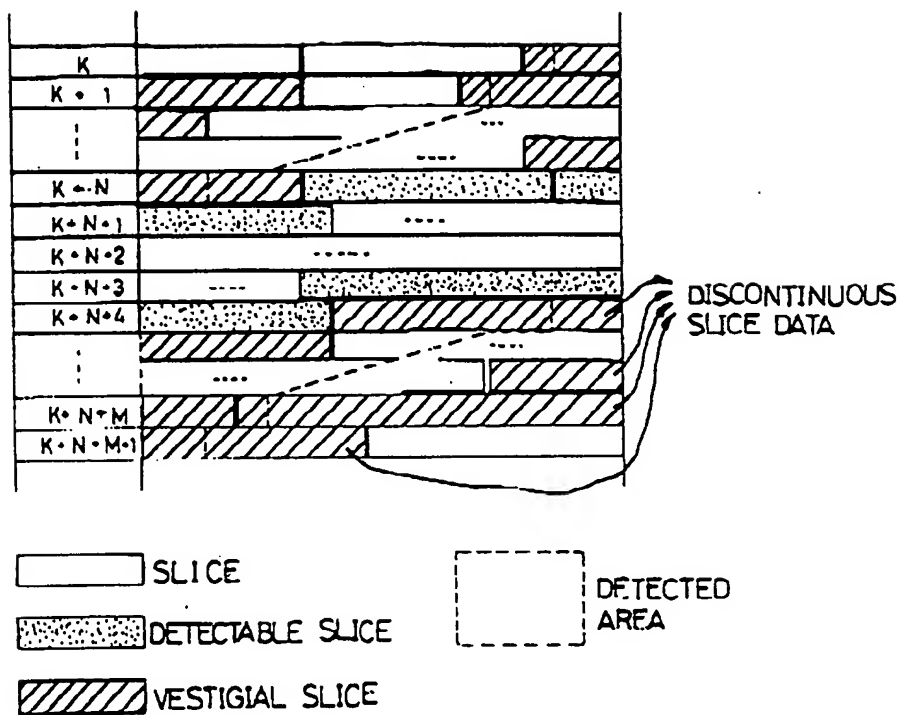 K
K + 1
K + N
K + N + 1
K + N + 2
K + N + 3
K + N + 4
K + N + M
K + N + M + 1
DISCONTINUOUS
SLICE DATA
SLICE
DETECTABLE SLICE
VESTIGIAL SLICE
DETECTED
AREA